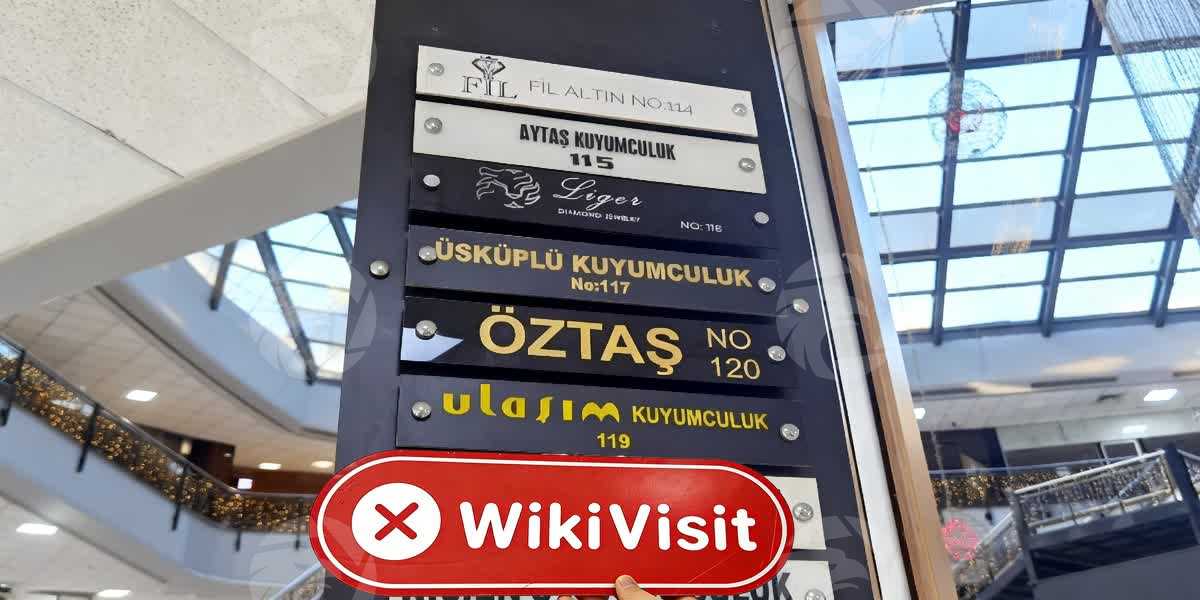 FİL FİL ALTIN NO:114
AYTAŞ KUYUMCULUK
115
Liger
DIAMOND JEWELRY
NO: 116
ÜSKÜPLÜ KUYUMCULUK
No:117
ÖZTAŞ NO
120
ulaşım KUYUMCULUK
119
WikiVisit